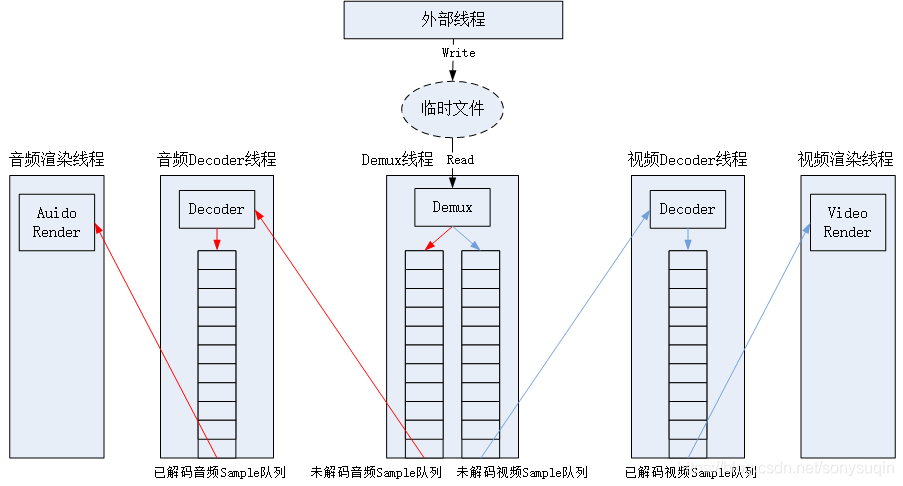 外部线程
Write
临时文件
音频渲染线程
音频Decoder线程
Demux线程
Read
视频Decoder线程
视频渲染线程
Auido
Render
Decoder
Demux
Decoder
Video
Render
已解码音频Sample队列
未解码音频Sample队列
未解码视频Sample队列
已解码视频Sample队列
csdn.net/sonysuqin